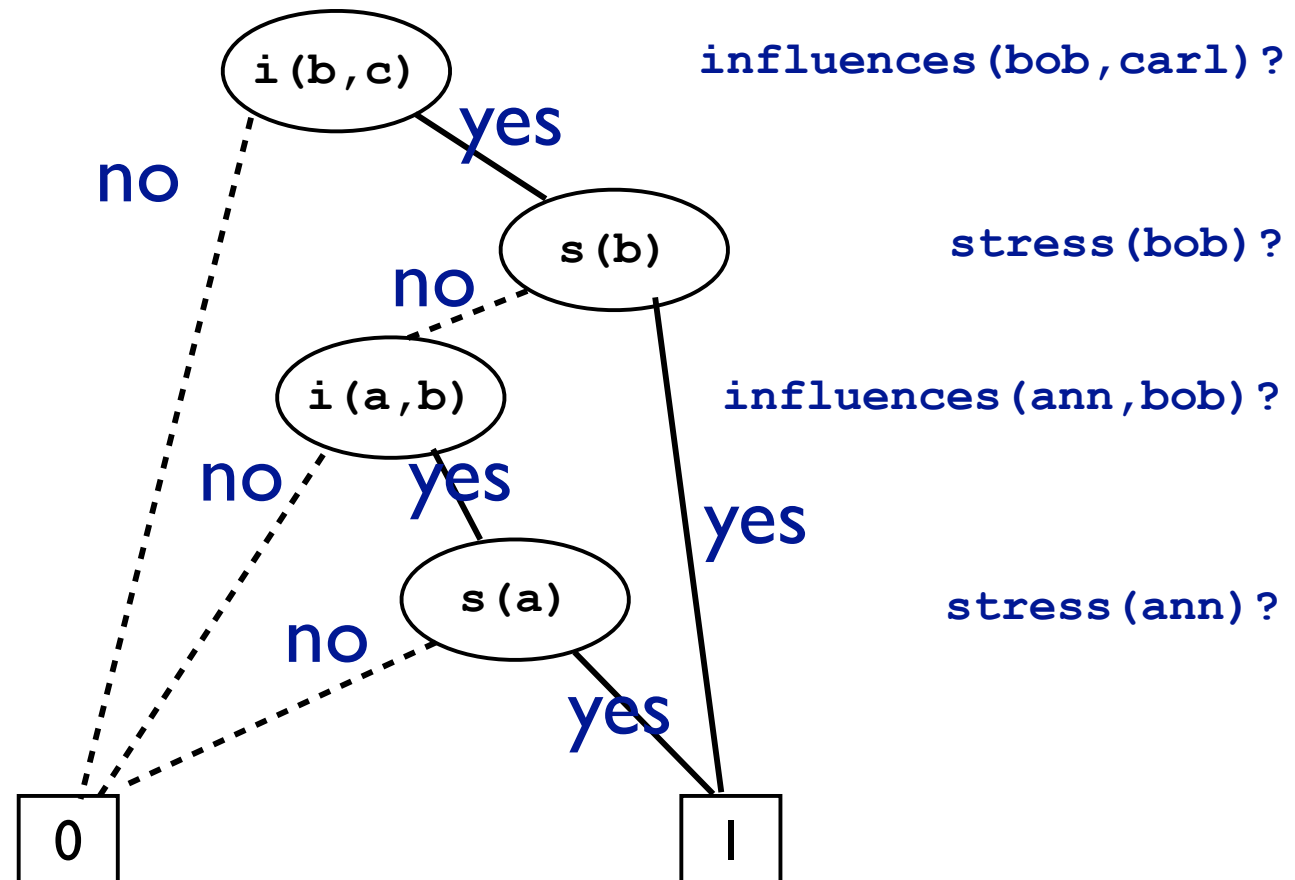 i(b,c)
influences(bob,carl)?
yes
no
s(b)
stress(bob)?
no
i(a,b)
influences(ann,bob)?
no
yes
yes
s(a)
stress(ann)?
no
yes
0
1